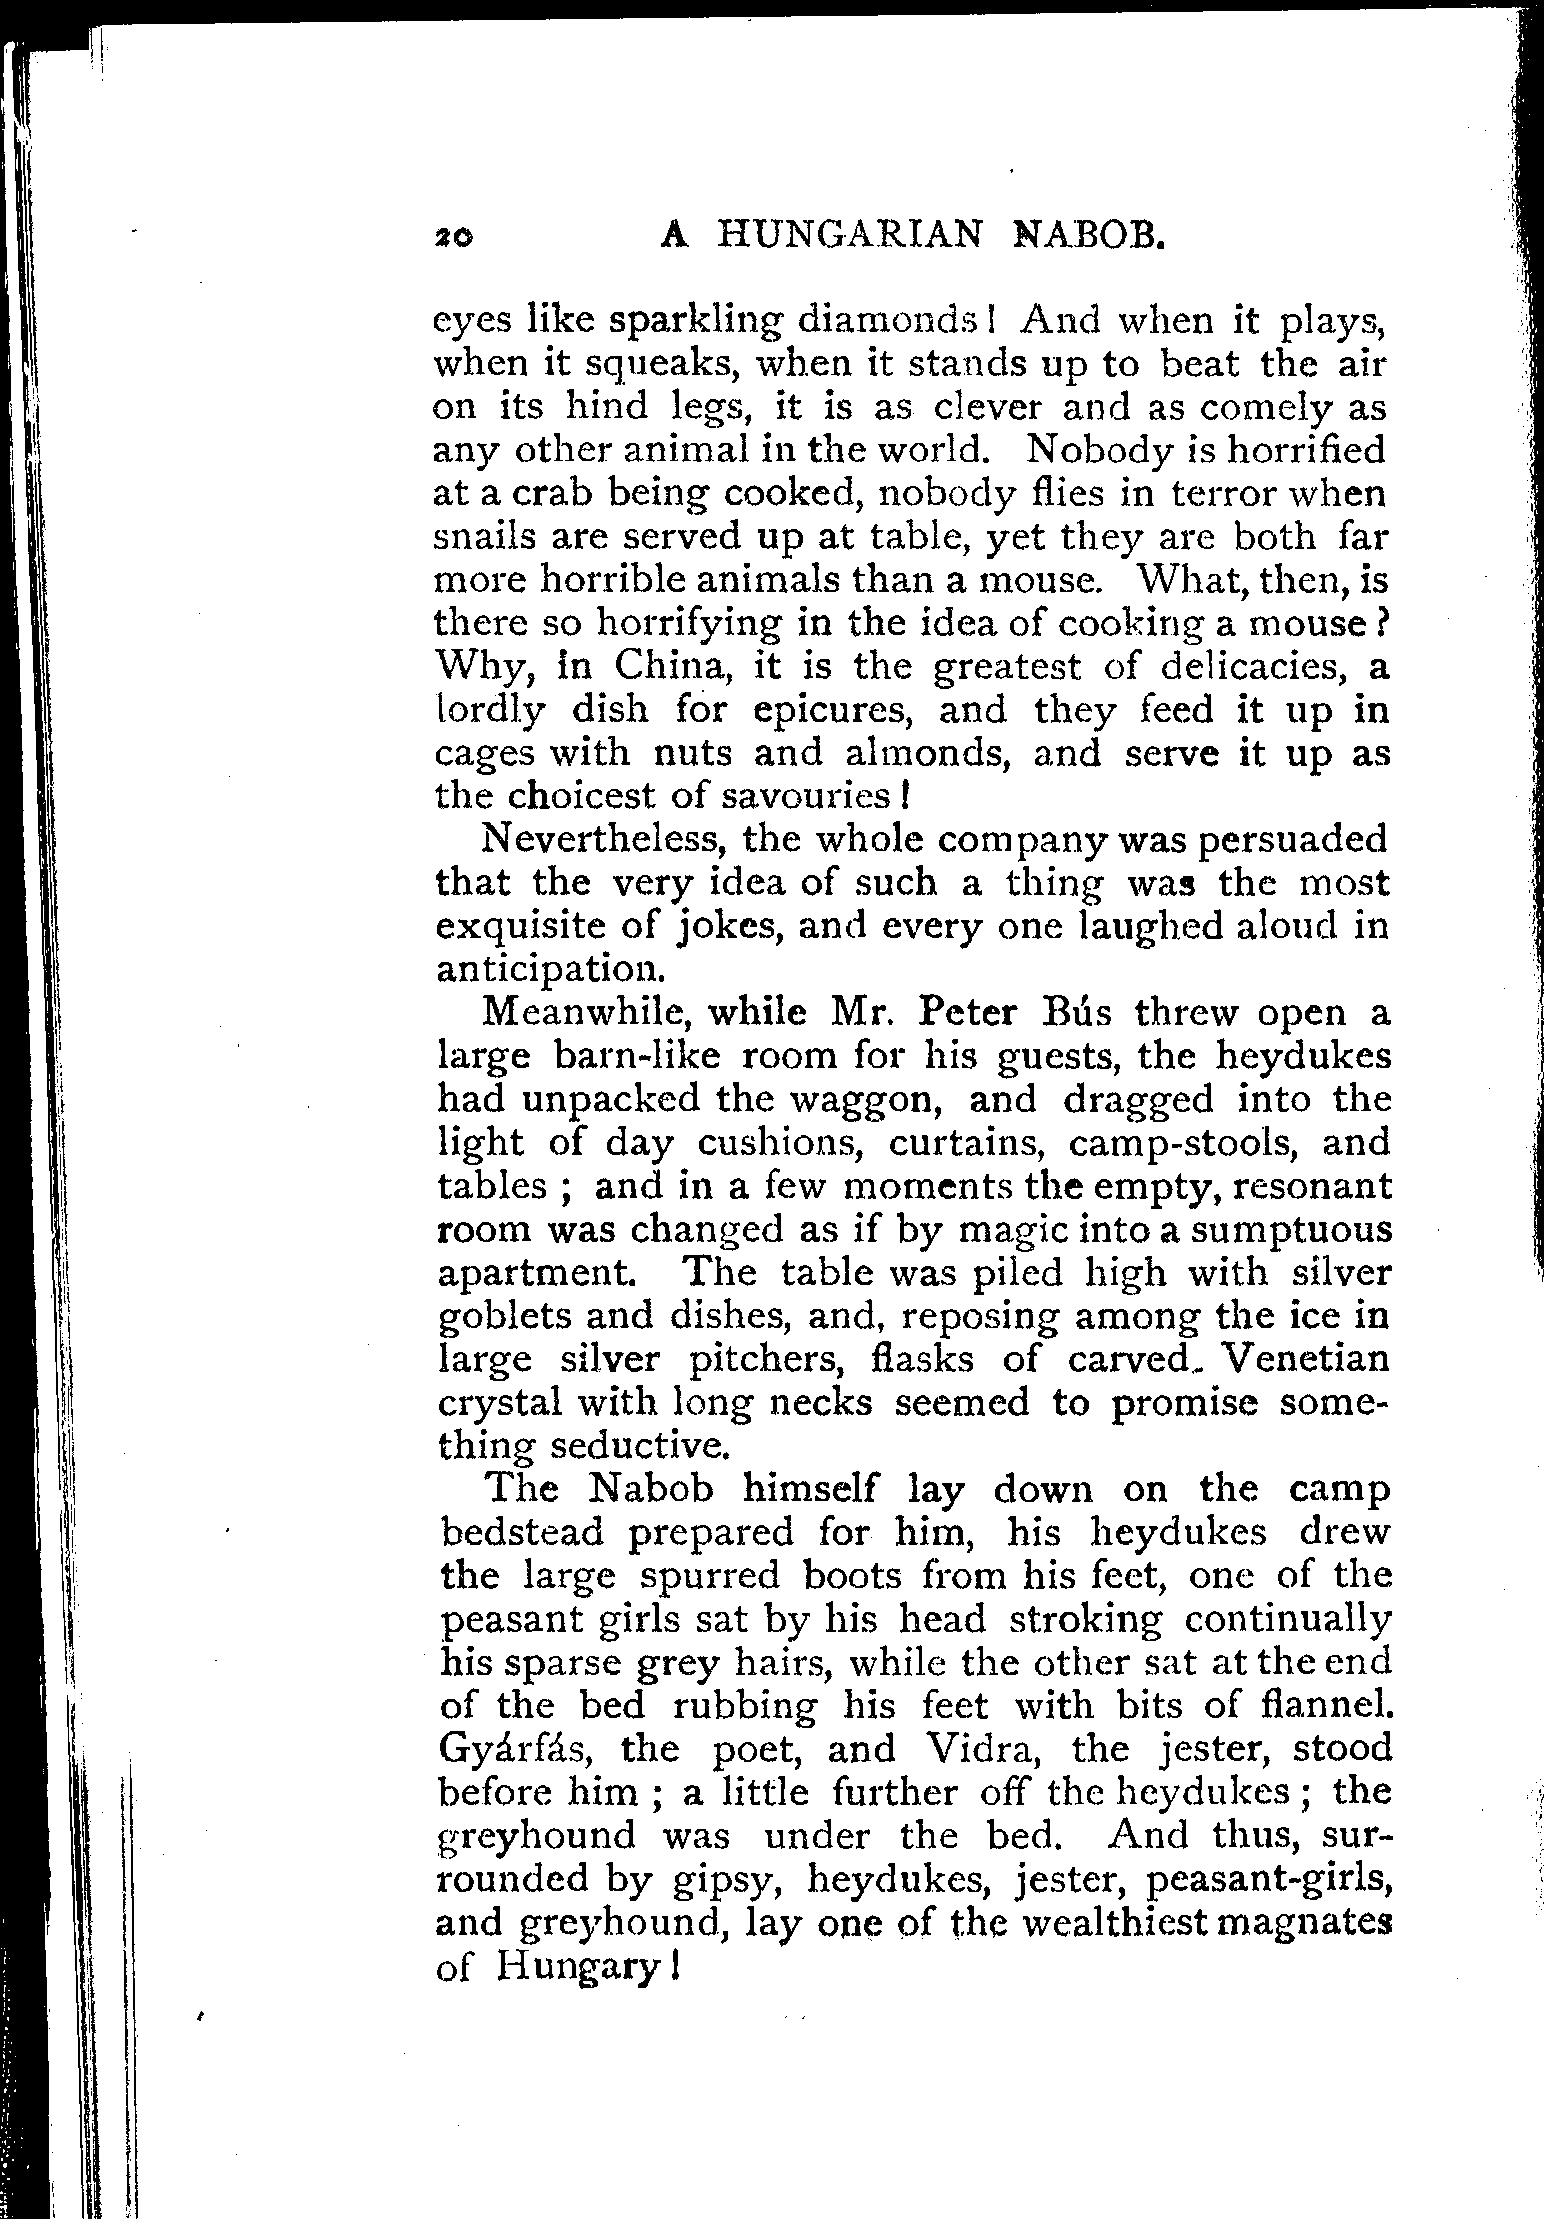 20 A HUNGARIAN NABOB.
eyes like sparkling diamonds! And when it plays,
when it squeaks, when it stands up to beat the air
on its hind legs, it is as clever and as comely as
any other animal in the world. Nobody is horrified
at a crab being cooked, nobody flies in terror when
snails are served up at table, yet they are both far
more horrible animals than a mouse. What, then, is
there so horrifying in the idea of cooking a mouse?
Why, in China, it is the greatest of delicacies, a
lordly dish for epicures, and they feed it up in
cages with nuts and almonds, and serve it up as
the choicest of savouries!
Nevertheless, the whole company was persuaded
that the very idea of such a thing was the most
exquisite of jokes, and every one laughed aloud in
anticipation.
Meanwhile, while Mr. Peter Bús threw open a
large barn-like room for his guests, the heydukes
had unpacked the waggon, and dragged into the
light of day cushions, curtains, camp-stools, and
tables; and in a few moments the empty, resonant
room was changed as if by magic into a sumptuous
apartment. The table was piled high with silver
goblets and dishes, and, reposing among the ice in
large silver pitchers, flasks of carved Venetian
crystal with long necks seemed to promise some-
thing seductive.
The Nabob himself lay down on the camp
bedstead prepared for him, his heydukes drew
the large spurred boots from his feet, one of the
peasant girls sat by his head stroking continually
his sparse grey hairs, while the other sat at the end
of the bed rubbing his feet with bits of flannel.
Gyárfás, the poet, and Vidra, the jester, stood
before him; a little further off the heydukes; the
greyhound was under the bed. And thus, sur-
rounded by gipsy, heydukes, jester, peasant-girls,
and greyhound, lay one of the wealthiest magnates
of Hungary!